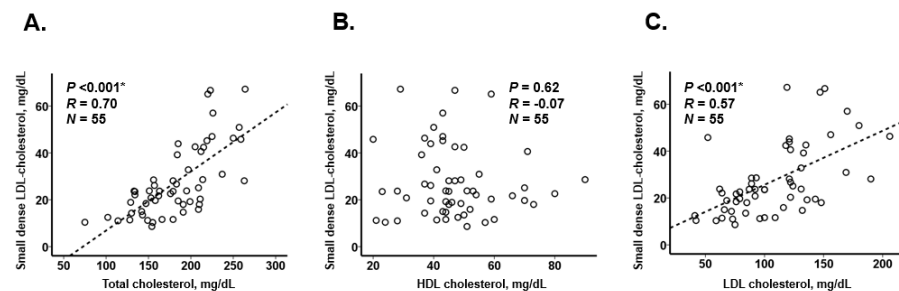 A.
Small dense LDL-cholesterol, mg/dL
60
40
20
0
P <0.001*
R = 0.70
N = 55
50 100 150 200 250 300
Total cholesterol, mg/dL
B.
Small dense LDL-cholesterol, mg/dL
60
40
20
0
P = 0.62
R = -0.07
N = 55
20 40 60 80
HDL cholesterol, mg/dL
C.
Small dense LDL-cholesterol, mg/dL
60
40
20
0
P <0.001*
R = 0.57
N = 55
50 100 150 200
LDL cholesterol, mg/dL